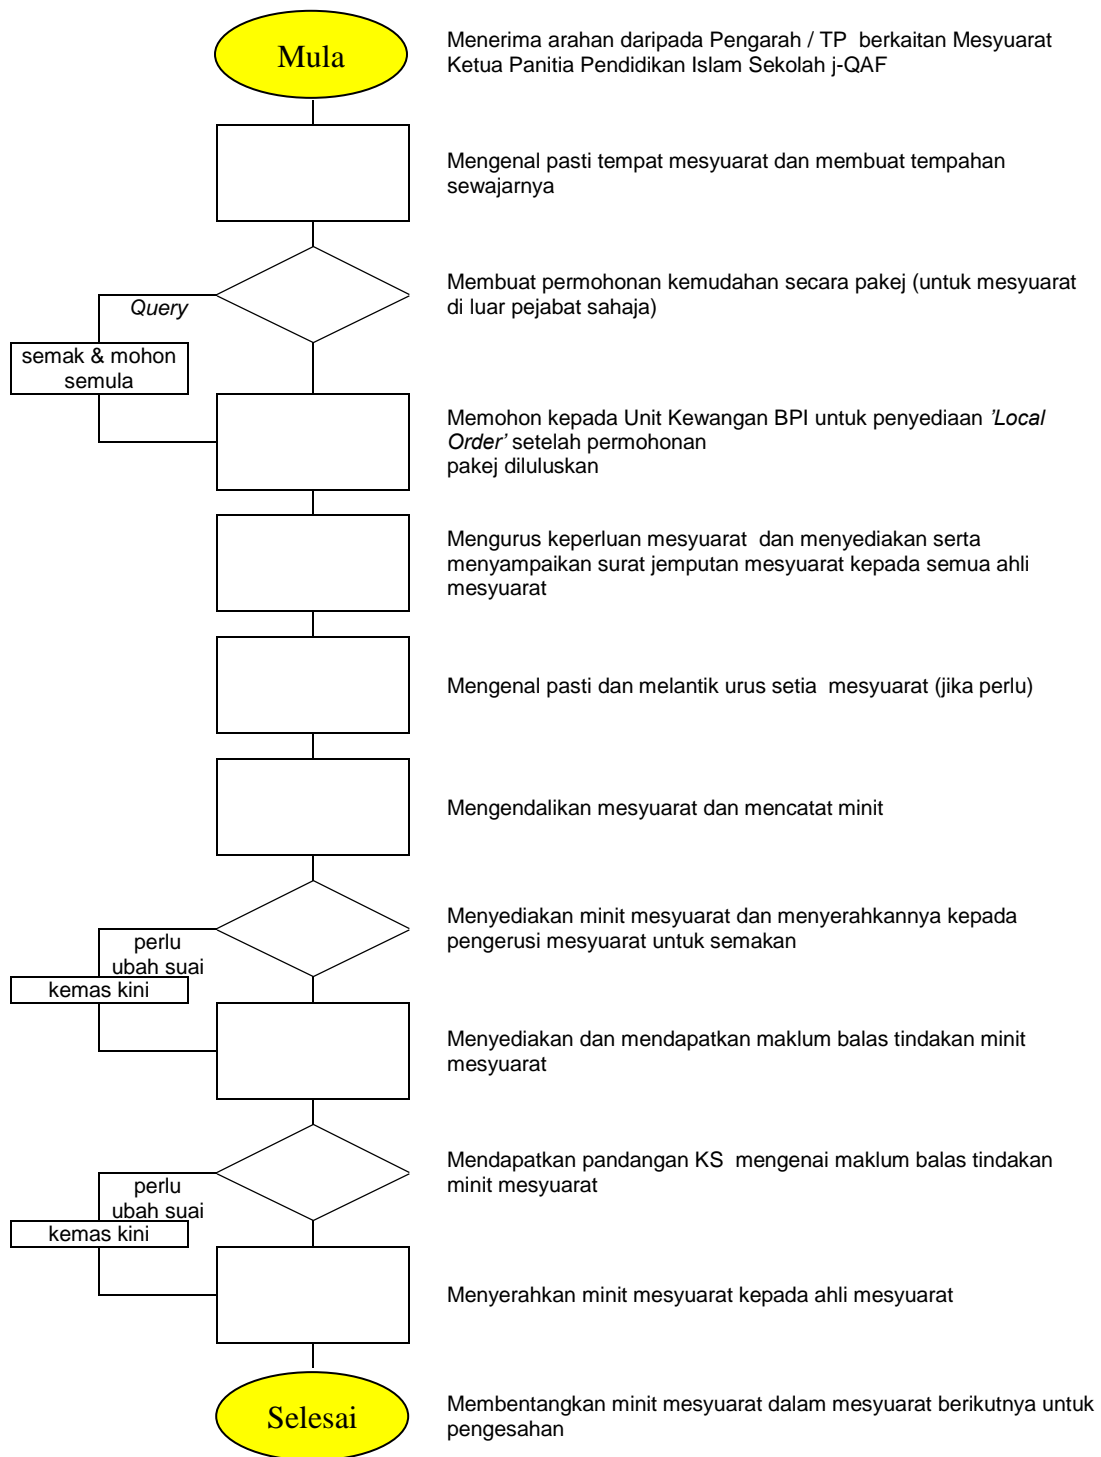 Mula
Menerima arahan daripada Pengarah / TP berkaitan Mesyuarat
Ketua Panitia Pendidikan Islam Sekolah j-QAF
Mengenal pasti tempat mesyuarat dan membuat tempahan
sewajarnya
Membuat permohonan kemudahan secara pakej (untuk mesyuarat
di luar pejabat sahaja)
Query
semak & mohon
semula
Memohon kepada Unit Kewangan BPI untuk penyediaan 'Local
Order' setelah permohonan
pakej diluluskan
Mengurus keperluan mesyuarat dan menyediakan serta
menyampaikan surat jemputan mesyuarat kepada semua ahli
mesyuarat
Mengenal pasti dan melantik urus setia mesyuarat (jika perlu)
Mengendalikan mesyuarat dan mencatat minit
Menyediakan minit mesyuarat dan menyerahkannya kepada
pengerusi mesyuarat untuk semakan
perlu
ubah suai
kemas kini
Menyediakan dan mendapatkan maklum balas tindakan minit
mesyuarat
Mendapatkan pandangan KS mengenai maklum balas tindakan
minit mesyuarat
perlu
ubah suai
kemas kini
Menyerahkan minit mesyuarat kepada ahli mesyuarat
Selesai
Membentangkan minit mesyuarat dalam mesyuarat berikutnya untuk
pengesahan